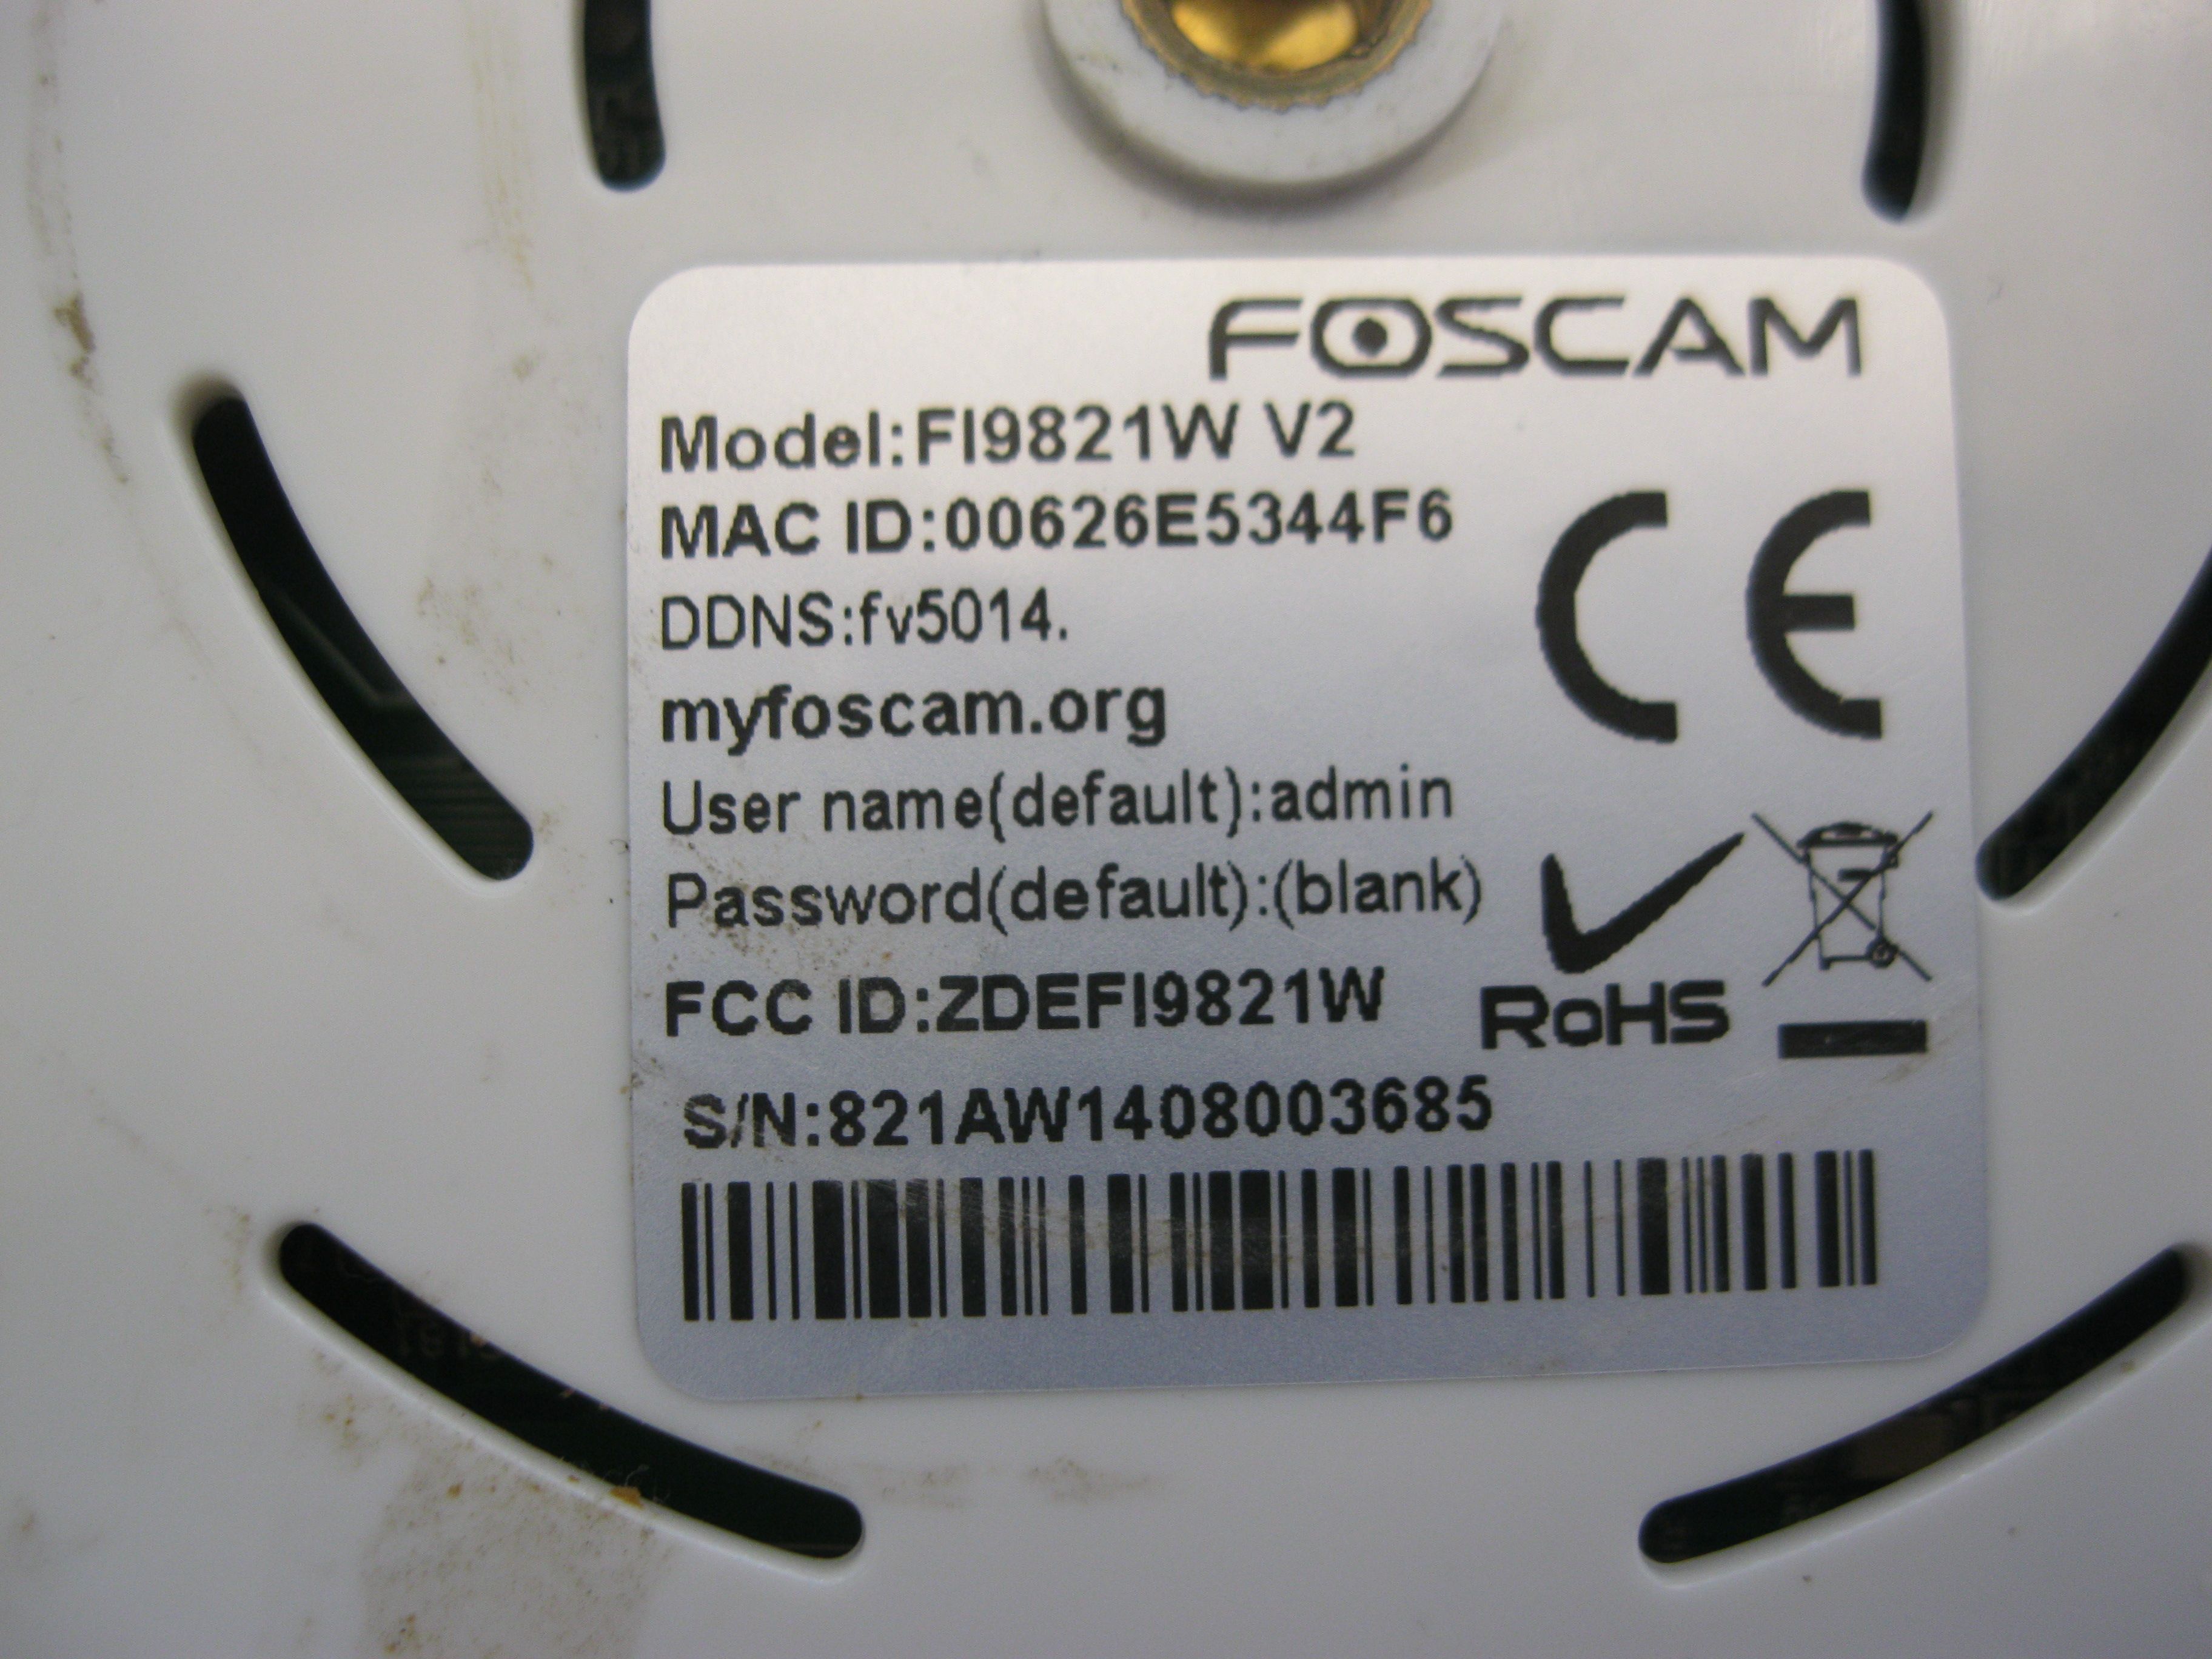 FOSCAM
Model:FI9821W V2
MAC ID:00626E5344F6
DDNS:fv5014.
myfoscam.org
User name(default):admin
Password(default):(blank)
FCC ID:ZDEFI9821W
RoHS
S/N:821AW1408003685